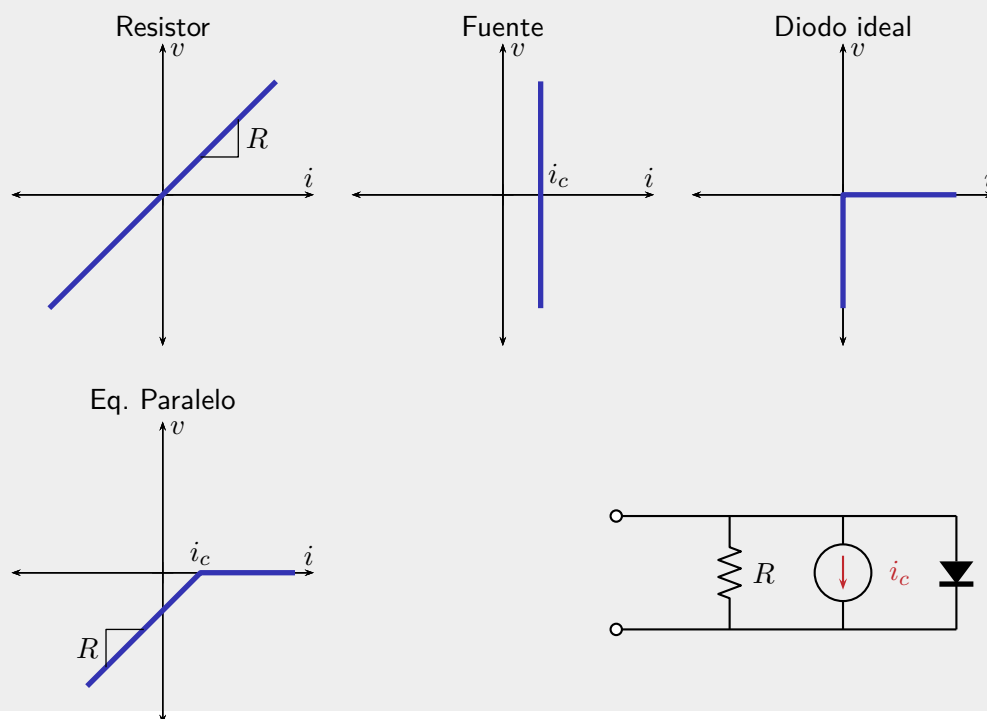 Resistor
v
i
R
Fuente
v
i
i_c
Diodo ideal
v
i
Eq. Paralelo
v
i
i_c
R
R
i_c